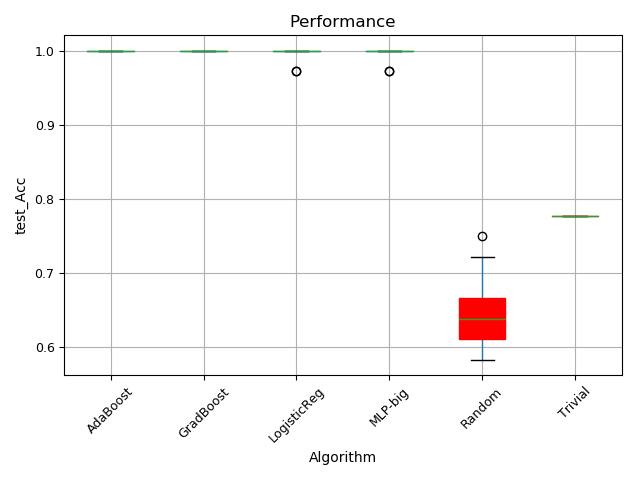 Performance
1.0
0.9
0.8
0.7
0.6
test_Acc
AdaBoost
GradBoost
LogisticReg
MLP-big
Random
Trivial
Algorithm